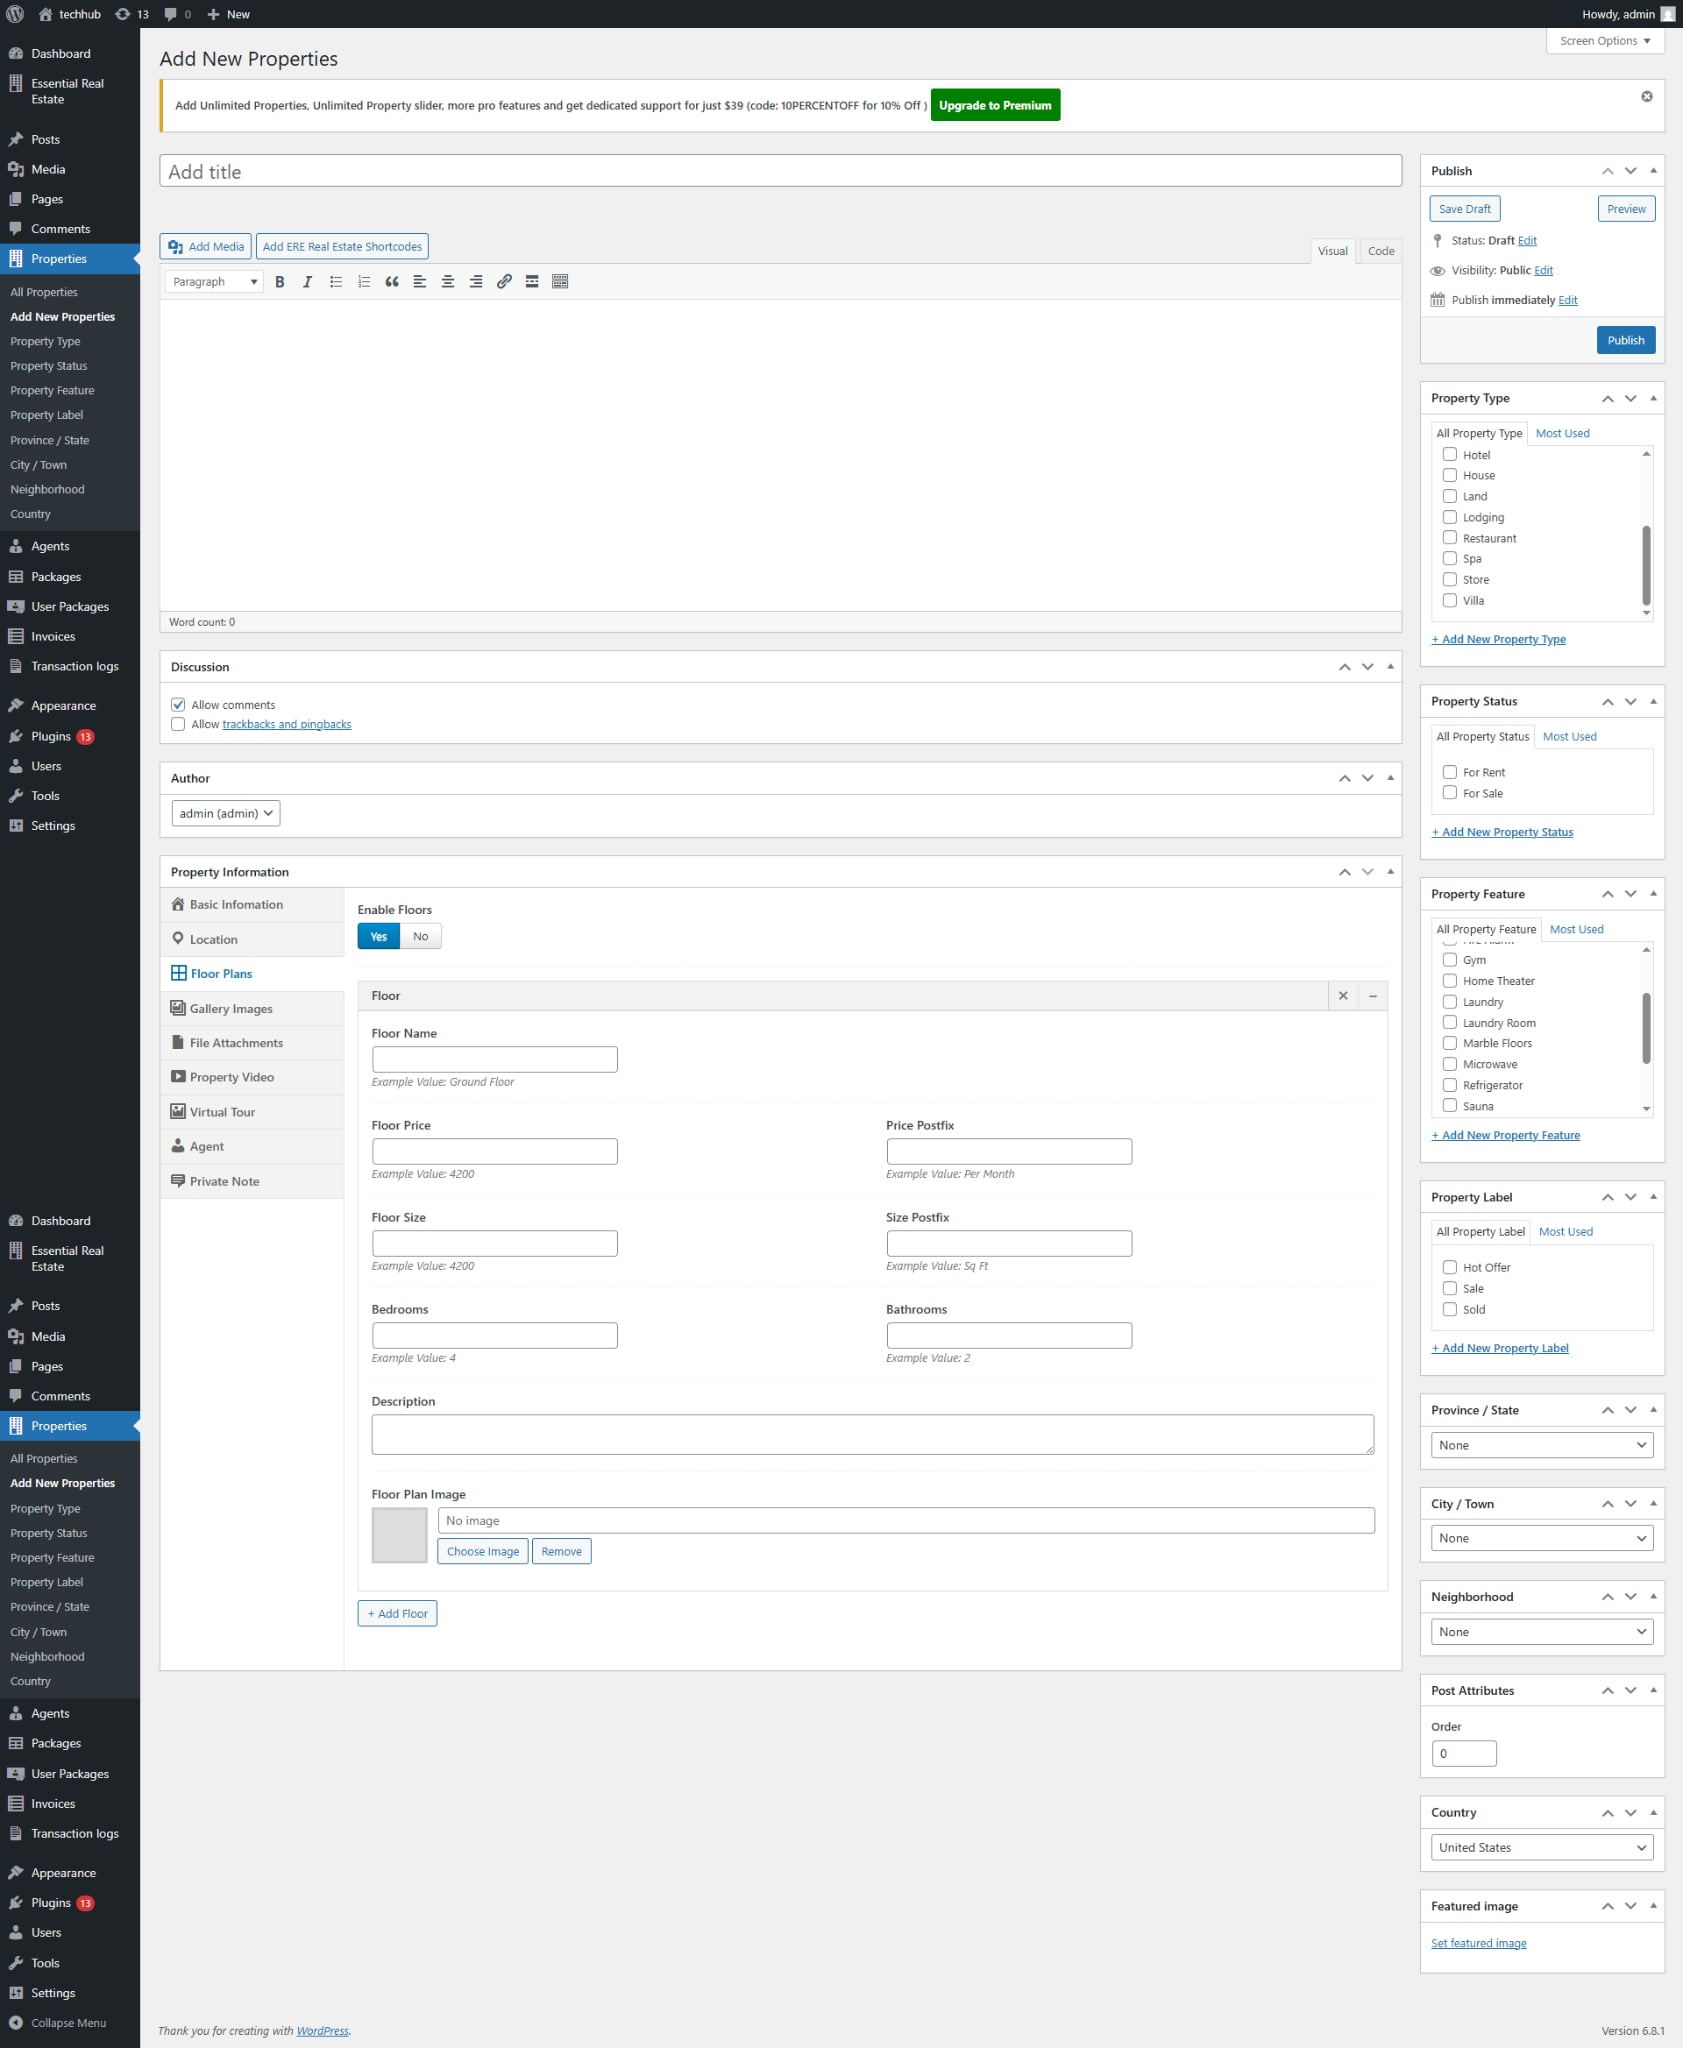 techhub
13
0
New
Howdy, admin
Screen Options
Dashboard
Essential Real
Estate
Posts
Media
Pages
Comments
Properties
All Properties
Add New Properties
Property Type
Property Status
Property Feature
Property Label
Province / State
City / Town
Neighborhood
Country
Agents
Packages
User Packages
Invoices
Transaction logs
Appearance
Plugins 13
Users
Tools
Settings
Dashboard
Essential Real
Estate
Posts
Media
Pages
Comments
Properties
All Properties
Add New Properties
Property Type
Property Status
Property Feature
Property Label
Province / State
City / Town
Neighborhood
Country
Agents
Packages
User Packages
Invoices
Transaction logs
Appearance
Plugins 13
Users
Tools
Settings
Collapse Menu
Add New Properties
Add Unlimited Properties, Unlimited Property slider, more pro features and get dedicated support for just $39 (code: 10PERCENTOFF for 10% Off ) Upgrade to Premium
Add title
Add Media
Add ERE Real Estate Shortcodes
Visual
Code
Paragraph
B
I
Word count: 0
Discussion
Allow comments
Allow trackbacks and pingbacks
Author
admin (admin)
Property Information
Basic Infomation
Location
Floor Plans
Gallery Images
File Attachments
Property Video
Virtual Tour
Agent
Private Note
Enable Floors
Yes
No
Floor
Floor Name
Example Value: Ground Floor
Floor Price
Example Value: 4200
Price Postfix
Example Value: Per Month
Floor Size
Example Value: 4200
Size Postfix
Example Value: Sq Ft
Bedrooms
Example Value: 4
Bathrooms
Example Value: 2
Description
Floor Plan Image
No image
Choose Image
Remove
+ Add Floor
Publish
Save Draft
Preview
Status: Draft Edit
Visibility: Public Edit
Publish immediately Edit
Publish
Property Type
All Property Type
Most Used
Hotel
House
Land
Lodging
Restaurant
Spa
Store
Villa
+ Add New Property Type
Property Status
All Property Status
Most Used
For Rent
For Sale
+ Add New Property Status
Property Feature
All Property Feature
Most Used
Gym
Home Theater
Laundry
Laundry Room
Marble Floors
Microwave
Refrigerator
Sauna
+ Add New Property Feature
Property Label
All Property Label
Most Used
Hot Offer
Sale
Sold
+ Add New Property Label
Province / State
None
City / Town
None
Neighborhood
None
Post Attributes
Order
0
Country
United States
Featured image
Set featured image
Thank you for creating with WordPress.
Version 6.8.1